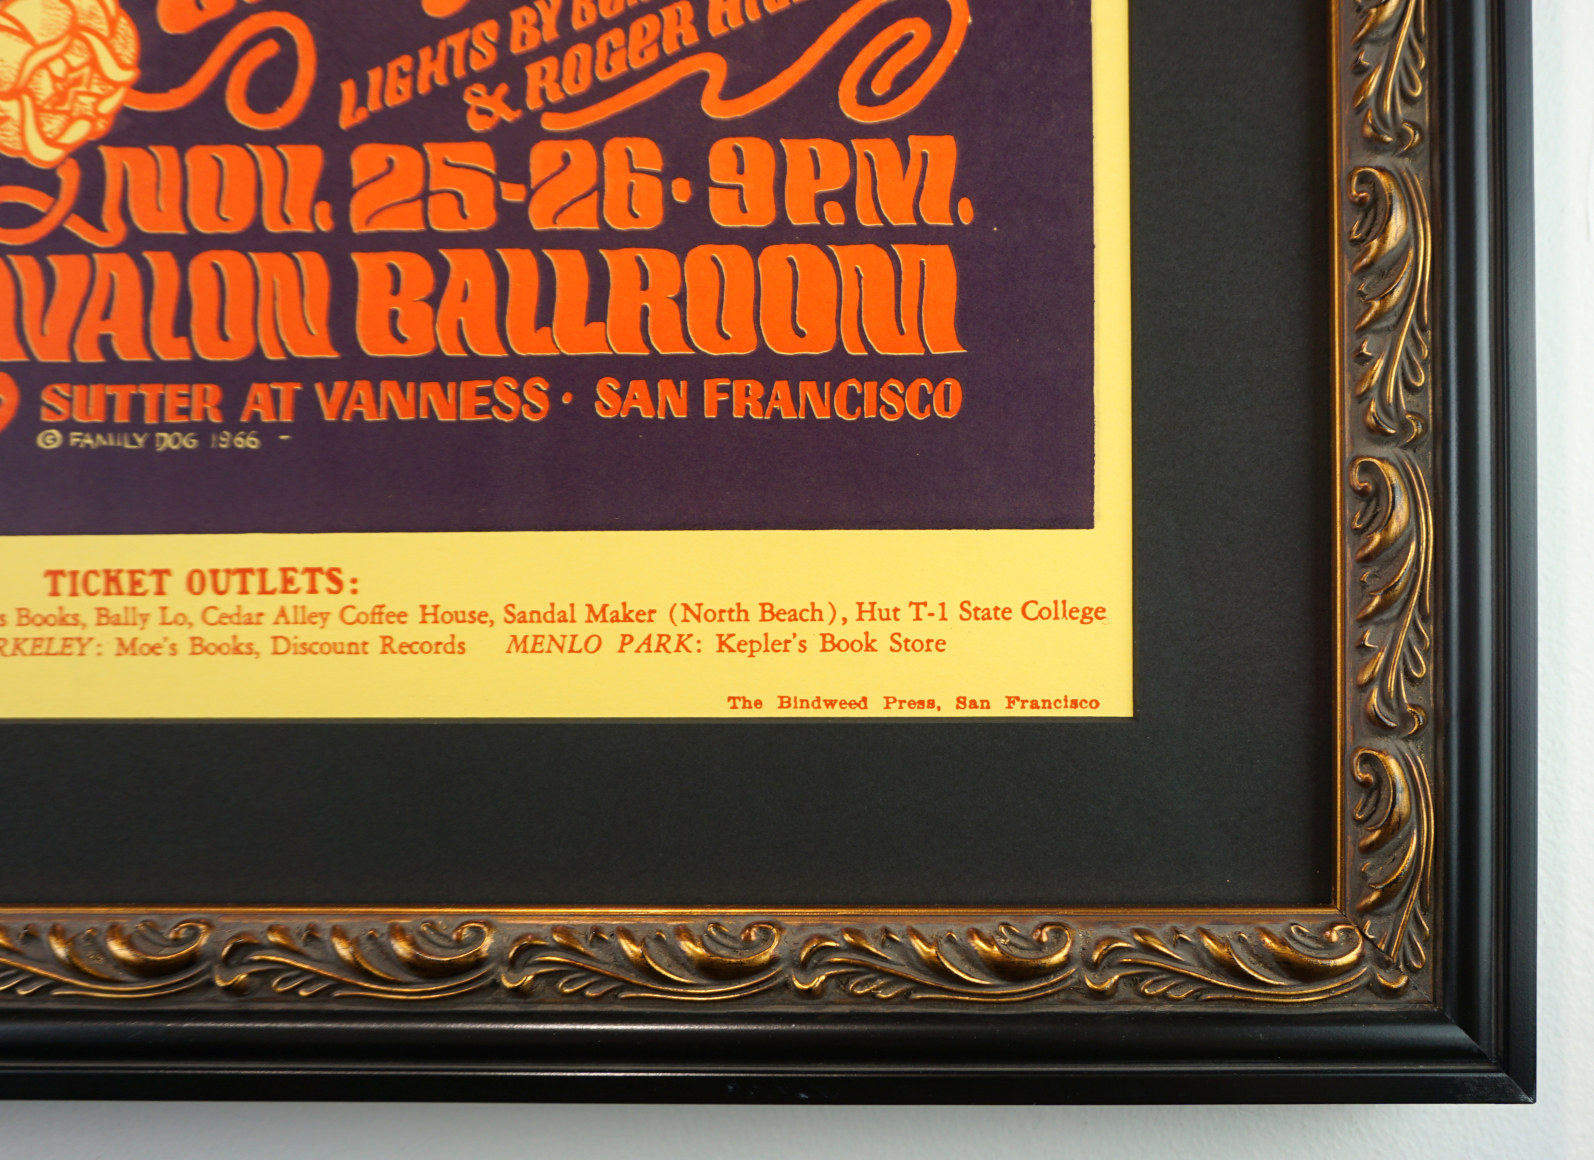 LIGHTS BY
& ROGER
NOV. 25-26 · 9 P.M.
AVALON BALLROOM
SUTTER AT VANNESS · SAN FRANCISCO
© FAMILY DOG 1966 -
TICKET OUTLETS:
Books, Bally Lo, Cedar Alley Coffee House, Sandal Maker (North Beach), Hut T-1 State College
RKELEY: Moe's Books, Discount Records MENLO PARK: Kepler's Book Store
The Bindweed Press, San Francisco